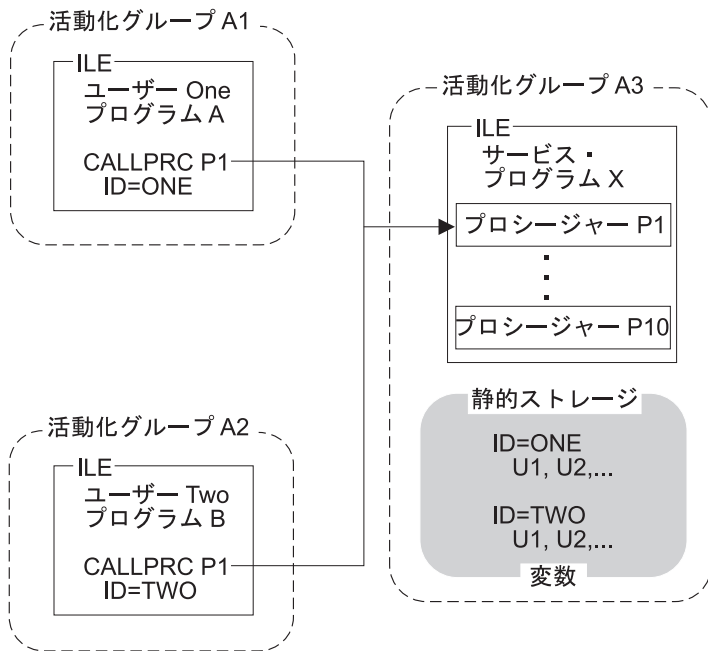 活動化グループ A1
ILE
ユーザー One
プログラム A
CALLPRC P1
ID=ONE
活動化グループ A2
ILE
ユーザー Two
プログラム B
CALLPRC P1
ID=TWO
活動化グループ A3
ILE
サービス・
プログラム X
プロシージャー P1
プロシージャー P10
静的ストレージ
ID=ONE
U1, U2,...
ID=TWO
U1, U2,...
変数